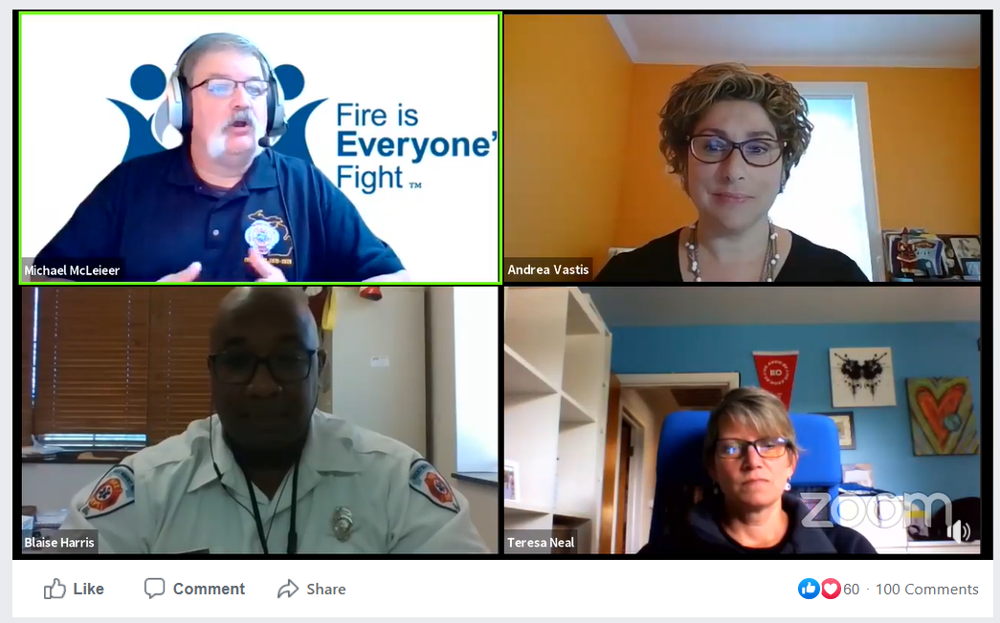 Fire is
Everyone'
Fight ™
Michael McLeieer
Andrea Vastis
Blaise Harris
Teresa Neal
zoom
Like
Comment
Share
60 · 100 Comments